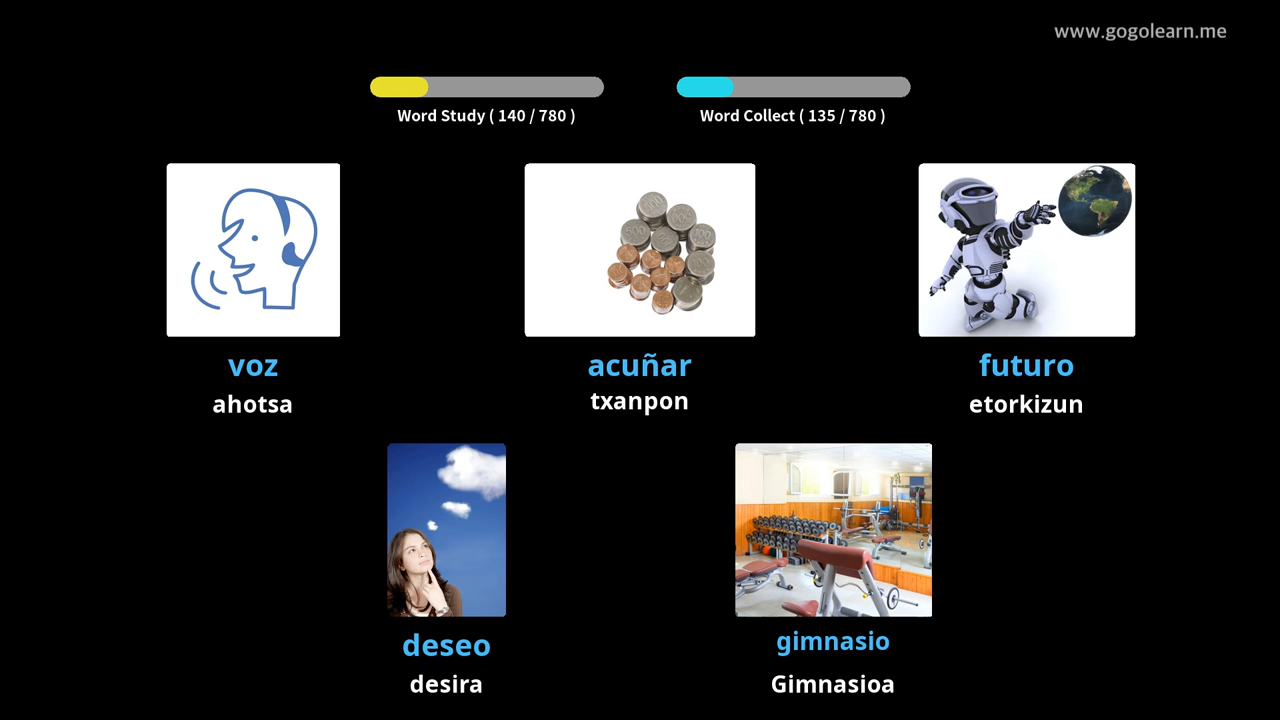 www.gogolearn.me
Word Study ( 140 / 780 )
Word Collect ( 135 / 780 )
voz
ahotsa
acuñar
txanpon
futuro
etorkizun
deseo
desira
gimnasio
Gimnasioa